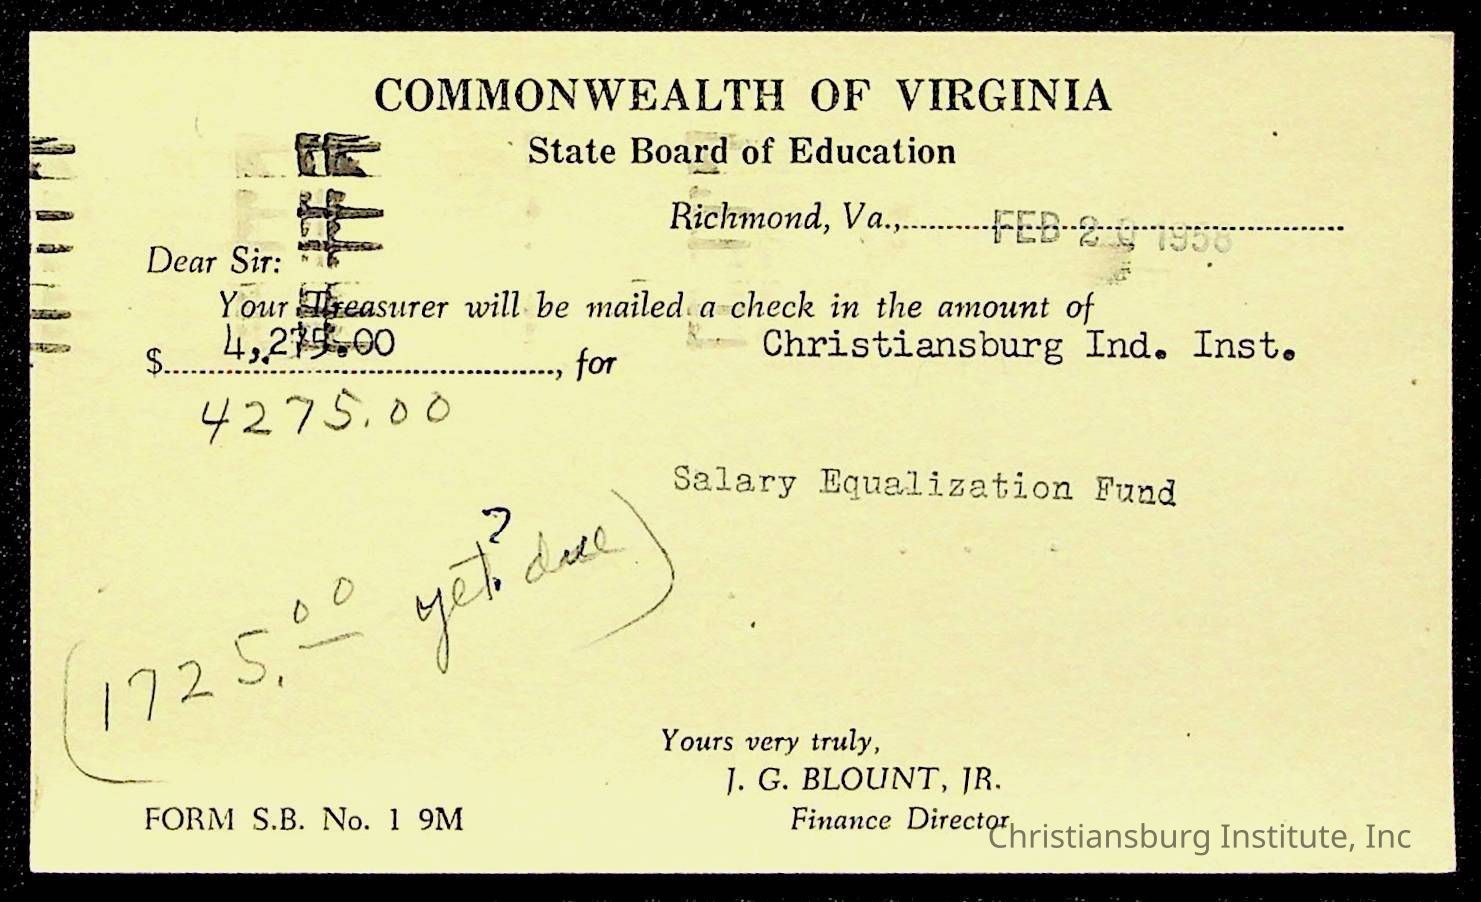 COMMONWEALTH OF VIRGINIA
State Board of Education
Richmond, Va., FEB 2 1958
Dear Sir:
Your Treasurer will be mailed a check in the amount of
$ 4,275.00, for Christiansburg Ind. Inst.
4275.00
Salary Equalization Fund
(1725.00 yet? due)
Yours very truly,
J. G. BLOUNT, JR.
FORM S.B. No. 1 9M Finance Director
Christiansburg Institute, Inc